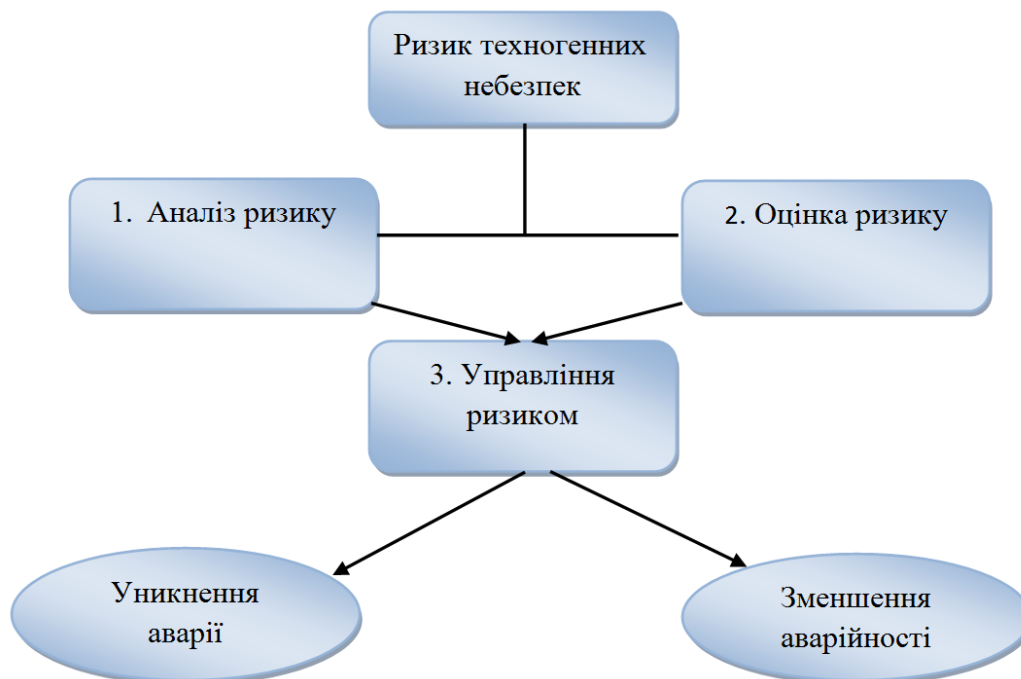 Ризик техногенних
небезпек
1. Аналіз ризику
2. Оцінка ризику
3. Управління
ризиком
Уникнення
аварії
Зменшення
аварійності